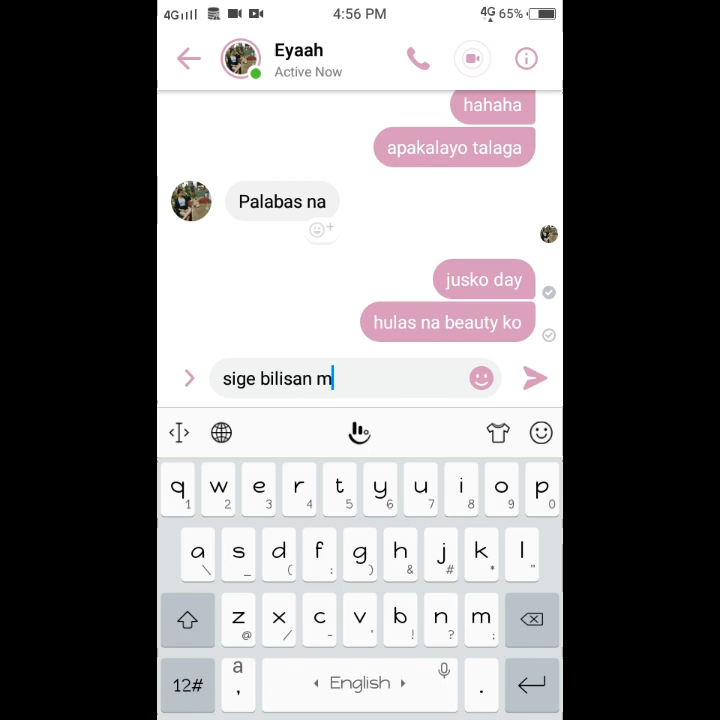 4G 4:56 PM 4G 65%
Eyaah
Active Now
hahaha
apakalayo talaga
Palabas na
jusko day
hulas na beauty ko
sige bilisan m
q w e r t y u i o p
1 2 3 4 5 6 7 8 9 0
a s d f g h j k l
\ _ ( : ) & # * "
z x c v b n m
@ / - ' ! ? ;
12# a , English .